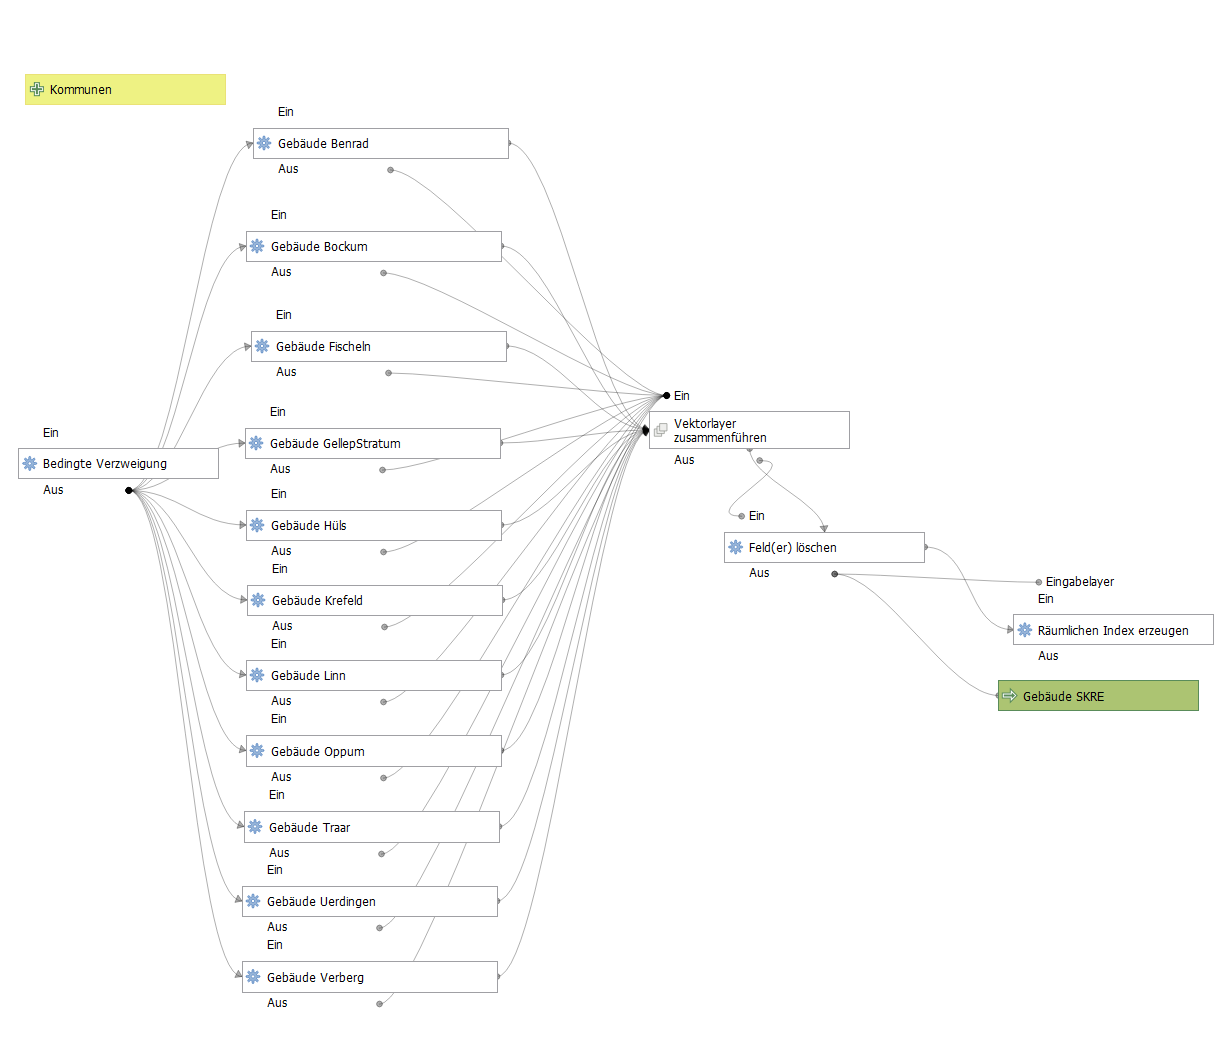 Kommunen
Ein
Gebäude Benrad
Aus
Ein
Gebäude Bockum
Aus
Ein
Gebäude Fischeln
Aus
Ein
Gebäude GellepStratum
Aus
Ein
Bedingte Verzweigung
Aus
Ein
Gebäude Hüls
Aus
Ein
Gebäude Krefeld
Aus
Ein
Gebäude Linn
Aus
Ein
Gebäude Oppum
Aus
Ein
Gebäude Traar
Aus
Ein
Gebäude Uerdingen
Aus
Ein
Gebäude Verberg
Aus
Ein
Vektorlayer
zusammenführen
Aus
Ein
Feld(er) löschen
Aus
Eingabelayer
Ein
Räumlichen Index erzeugen
Aus
Gebäude SKRE